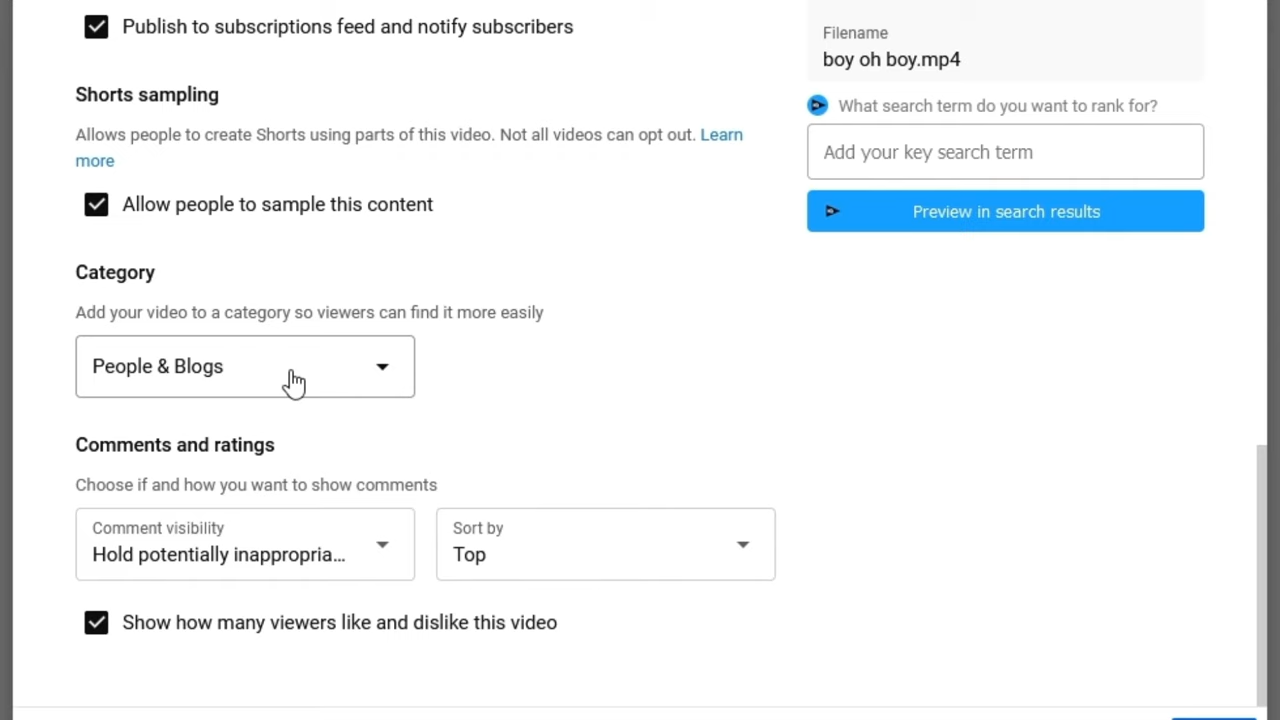 Publish to subscriptions feed and notify subscribers
Shorts sampling
Allows people to create Shorts using parts of this video. Not all videos can opt out. Learn
more
Allow people to sample this content
Category
Add your video to a category so viewers can find it more easily
People & Blogs
Comments and ratings
Choose if and how you want to show comments
Comment visibility
Hold potentially inappropria...
Sort by
Top
Show how many viewers like and dislike this video
Filename
boy oh boy.mp4
What search term do you want to rank for?
Add your key search term
Preview in search results